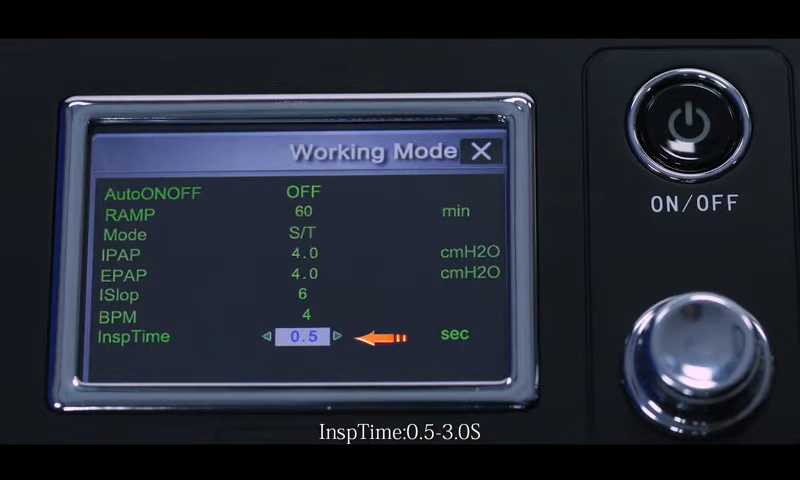 Working Mode
AutoONOFF OFF
RAMP 60 min
Mode S/T
IPAP 4.0 cmH2O
EPAP 4.0 cmH2O
ISlop 6
BPM 4
InspTime 0.5 sec
ON/OFF
InspTime:0.5-3.0S